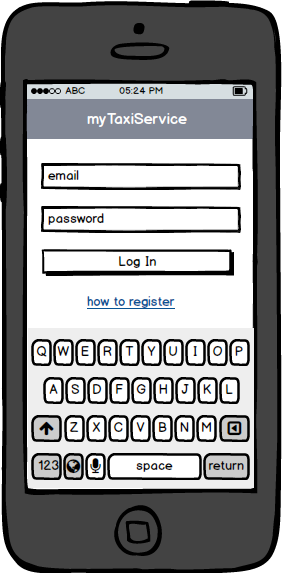 ABC 05:24 PM
myTaxiService
email
password
Log In
how to register
Q W E R T Y U I O P
A S D F G H J K L
Z X C V B N M
123 space return